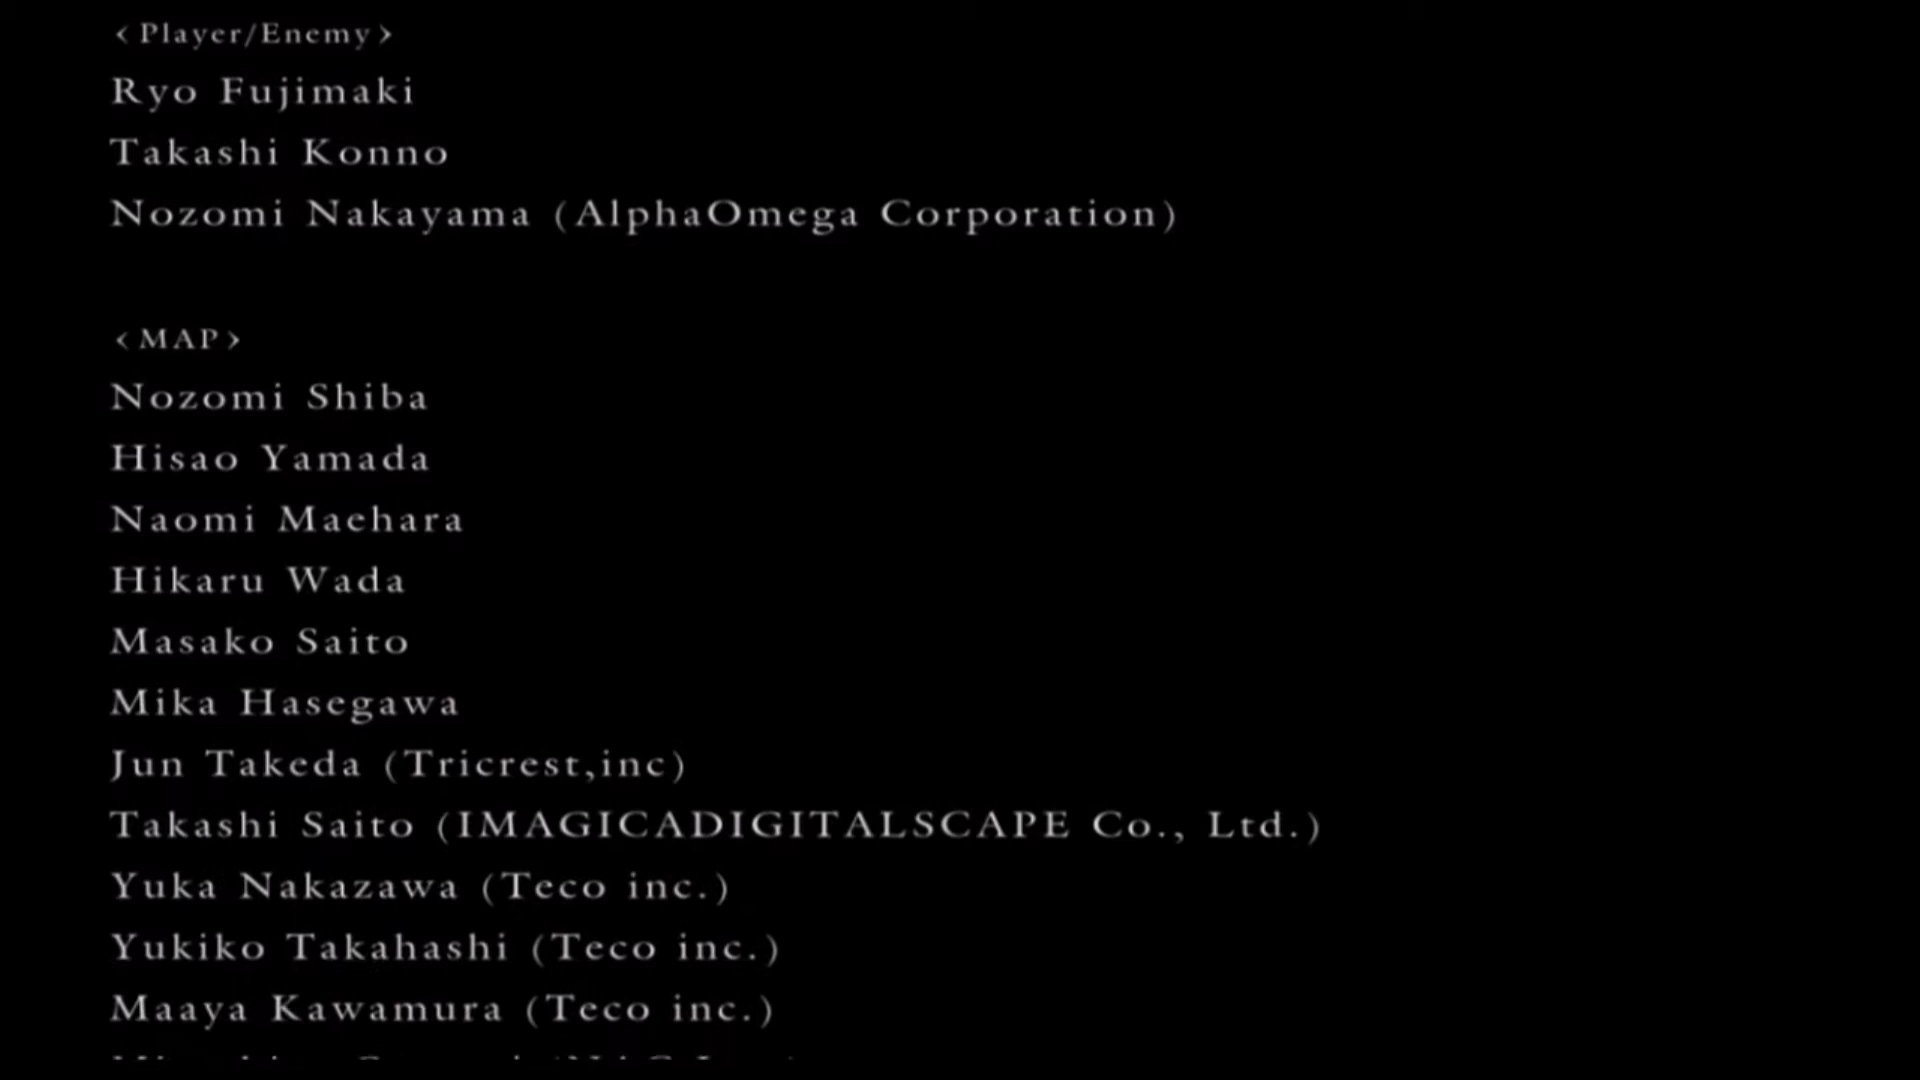 <Player/Enemy>
Ryo Fujimaki
Takashi Konno
Nozomi Nakayama (AlphaOmega Corporation)
<MAP>
Nozomi Shiba
Hisao Yamada
Naomi Maehara
Hikaru Wada
Masako Saito
Mika Hasegawa
Jun Takeda (Tricrest,inc)
Takashi Saito (IMAGICADIGITALSCAPE Co., Ltd.)
Yuka Nakazawa (Teco inc.)
Yukiko Takahashi (Teco inc.)
Maaya Kawamura (Teco inc.)